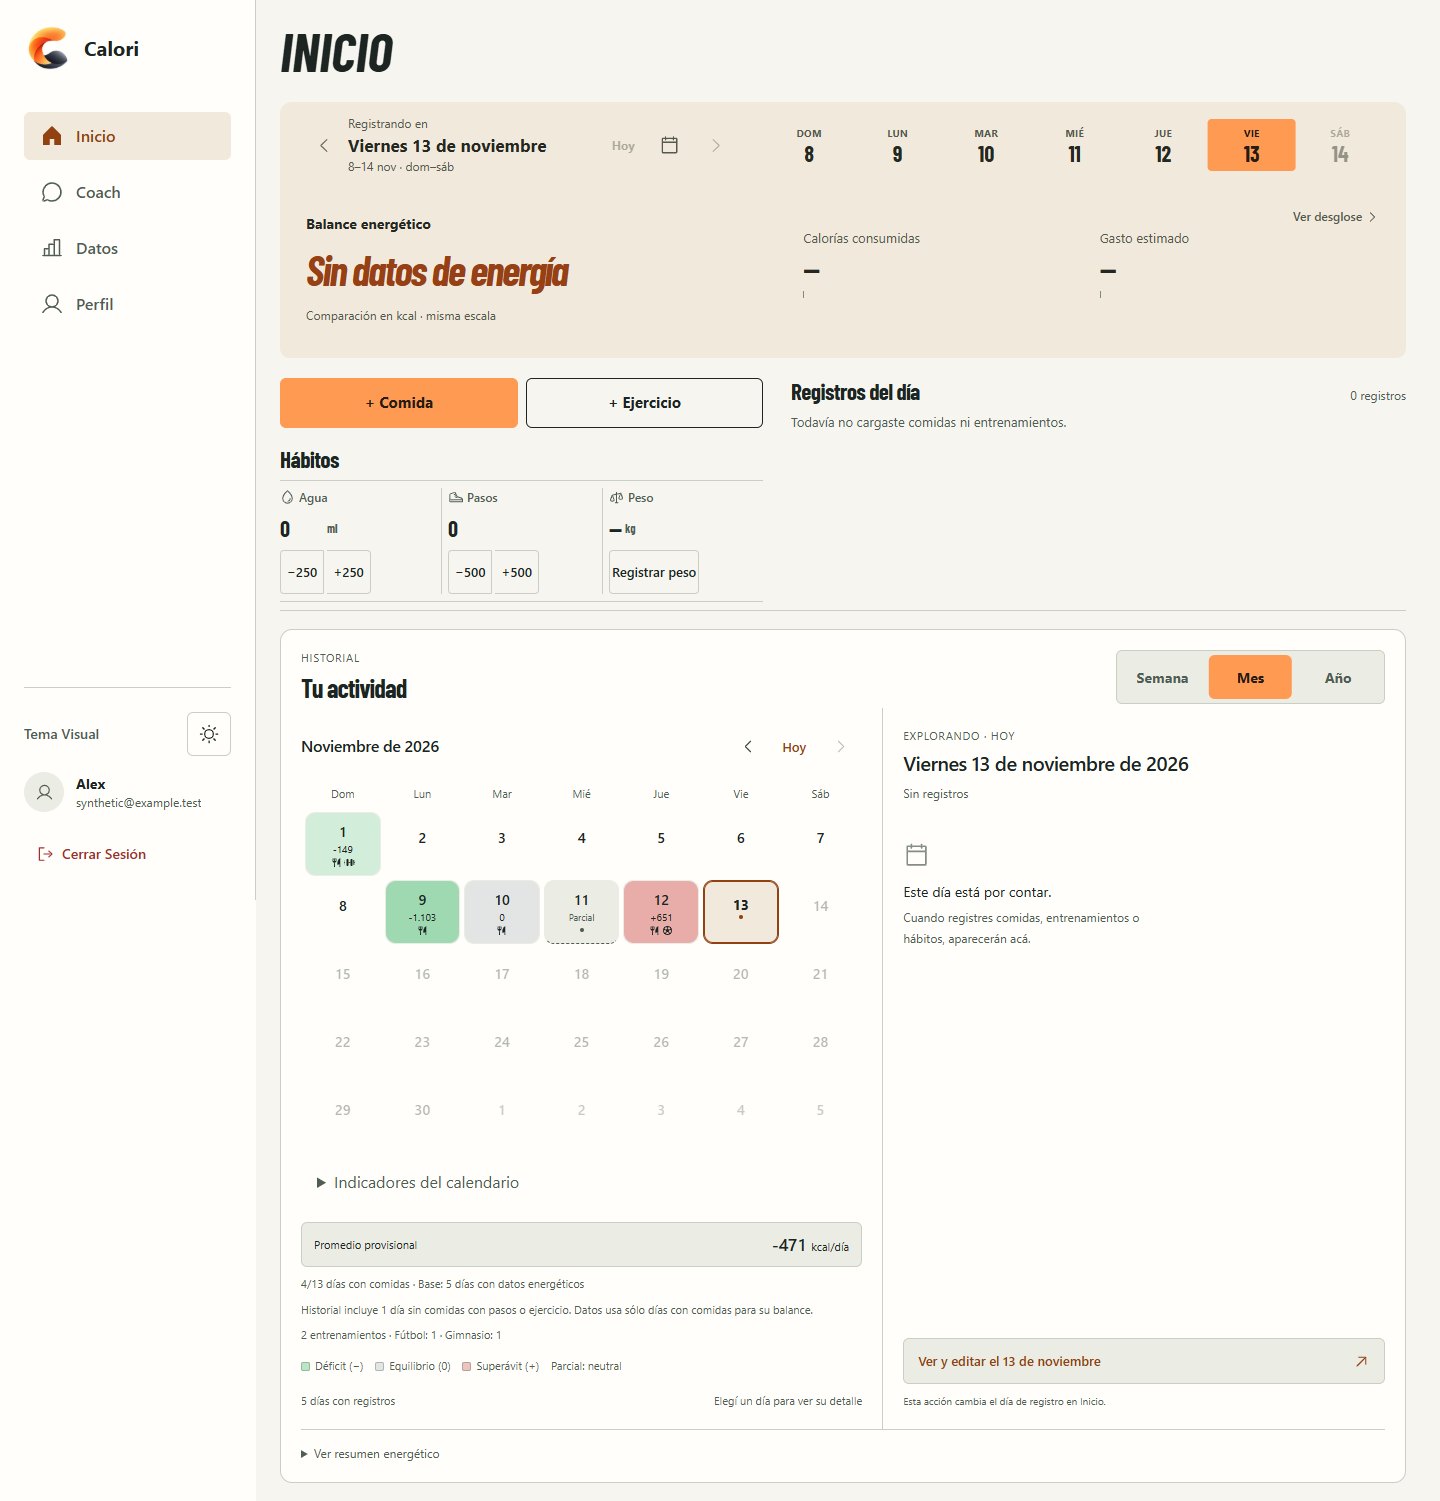 Calori
Inicio
Coach
Datos
Perfil
Tema Visual
Alex
synthetic@example.test
Cerrar Sesión
INICIO
Registrando en
Viernes 13 de noviembre
8–14 nov · dom–sáb
Hoy
DOM LUN MAR MIÉ JUE VIE SÁB
8 9 10 11 12 13 14
Ver desglose
Balance energético
Sin datos de energía
Comparación en kcal · misma escala
Calorías consumidas
–
Gasto estimado
–
+ Comida
+ Ejercicio
Registros del día
0 registros
Todavía no cargaste comidas ni entrenamientos.
Hábitos
Agua
0 ml
−250 +250
Pasos
0
−500 +500
Peso
– kg
Registrar peso
HISTORIAL
Tu actividad
Semana Mes Año
Noviembre de 2026
Hoy
Dom Lun Mar Mié Jue Vie Sáb
1 2 3 4 5 6 7
-149
8 9 10 11 12 13 14
-1.103 0 Parcial +651
15 16 17 18 19 20 21
22 23 24 25 26 27 28
29 30 1 2 3 4 5
Indicadores del calendario
Promedio provisional
-471 kcal/día
4/13 días con comidas · Base: 5 días con datos energéticos
Historial incluye 1 día sin comidas con pasos o ejercicio. Datos usa sólo días con comidas para su balance.
2 entrenamientos · Fútbol: 1 · Gimnasio: 1
Déficit (−) Equilibrio (0) Superávit (+) Parcial: neutral
5 días con registros
Elegí un día para ver su detalle
EXPLORANDO · HOY
Viernes 13 de noviembre de 2026
Sin registros
Este día está por contar.
Cuando registres comidas, entrenamientos o
hábitos, aparecerán acá.
Ver y editar el 13 de noviembre
Esta acción cambia el día de registro en Inicio.
Ver resumen energético